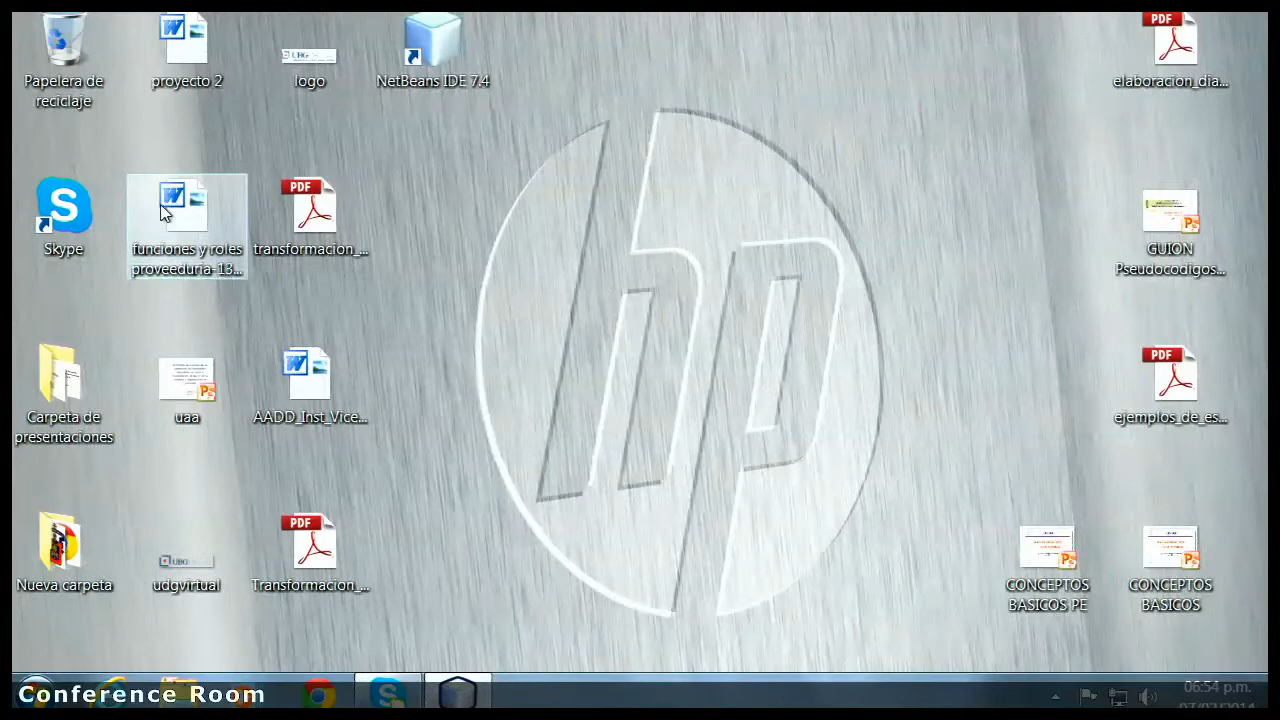 Papelera de
reciclaje
proyecto 2
logo
NetBeans IDE 7.4
PDF
elaboracion_dia...
Skype
funciones y roles
proveeduria-13...
PDF
transformacion_...
GUION
Pseudocodigos...
Carpeta de
presentaciones
uaa
AADD_Inst_Vice...
PDF
ejemplos_de_es...
Nueva carpeta
udgvirtual
PDF
Transformacion_...
CONCEPTOS
BASICOS PE
CONCEPTOS
BASICOS
hp
Conference Room
06:54 p.m.